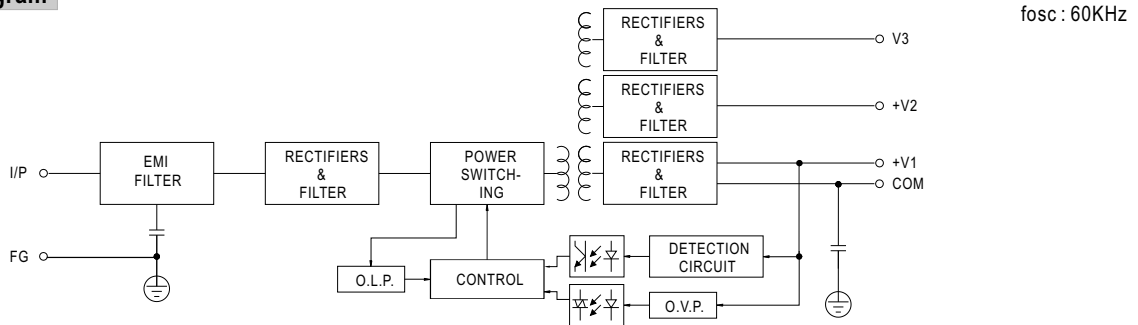 fosc : 60KHz
RECTIFIERS
&
FILTER
V3
RECTIFIERS
&
FILTER
+V2
I/P
EMI
FILTER
RECTIFIERS
&
FILTER
POWER
SWITCH-
ING
RECTIFIERS
&
FILTER
+V1
COM
FG
O.L.P.
CONTROL
DETECTION
CIRCUIT
O.V.P.